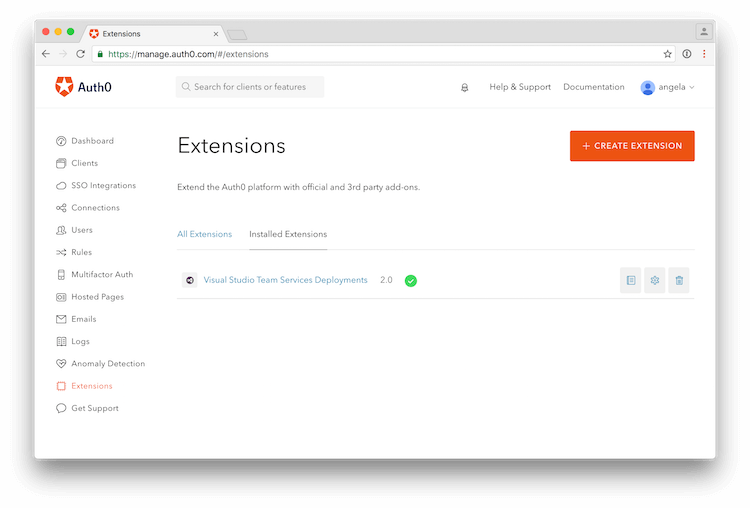 Extensions
https://manage.auth0.com/#/extensions
Auth0
Search for clients or features
Help & Support
Documentation
angela
Dashboard
Clients
SSO Integrations
Connections
Users
Rules
Multifactor Auth
Hosted Pages
Emails
Logs
Anomaly Detection
Extensions
Get Support
Extensions
+ CREATE EXTENSION
Extend the Auth0 platform with official and 3rd party add-ons.
All Extensions
Installed Extensions
Visual Studio Team Services Deployments 2.0